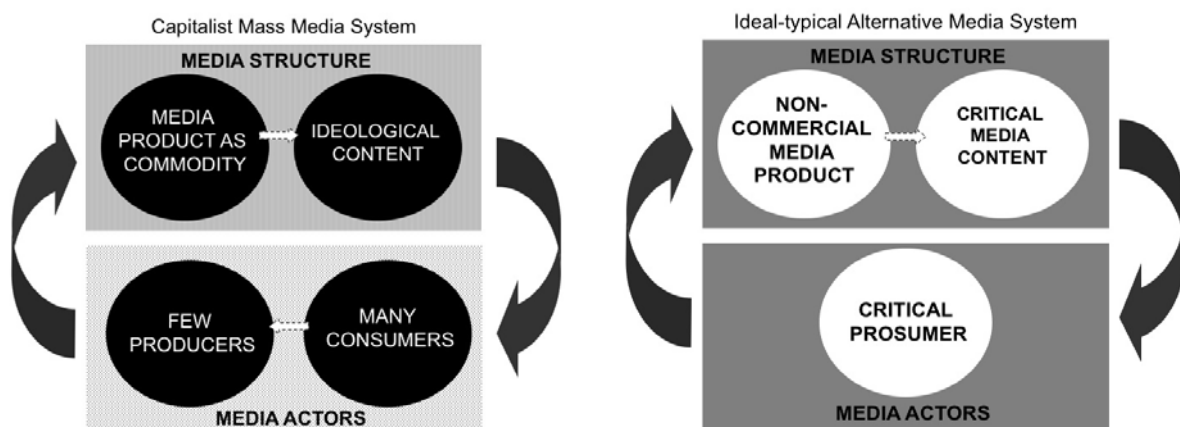 Capitalist Mass Media System
MEDIA STRUCTURE
MEDIA
PRODUCT AS
COMMODITY
IDEOLOGICAL
CONTENT
FEW
PRODUCERS
MANY
CONSUMERS
MEDIA ACTORS
Ideal-typical Alternative Media System
MEDIA STRUCTURE
NON-
COMMERCIAL
MEDIA
PRODUCT
CRITICAL
MEDIA
CONTENT
CRITICAL
PROSUMER
MEDIA ACTORS